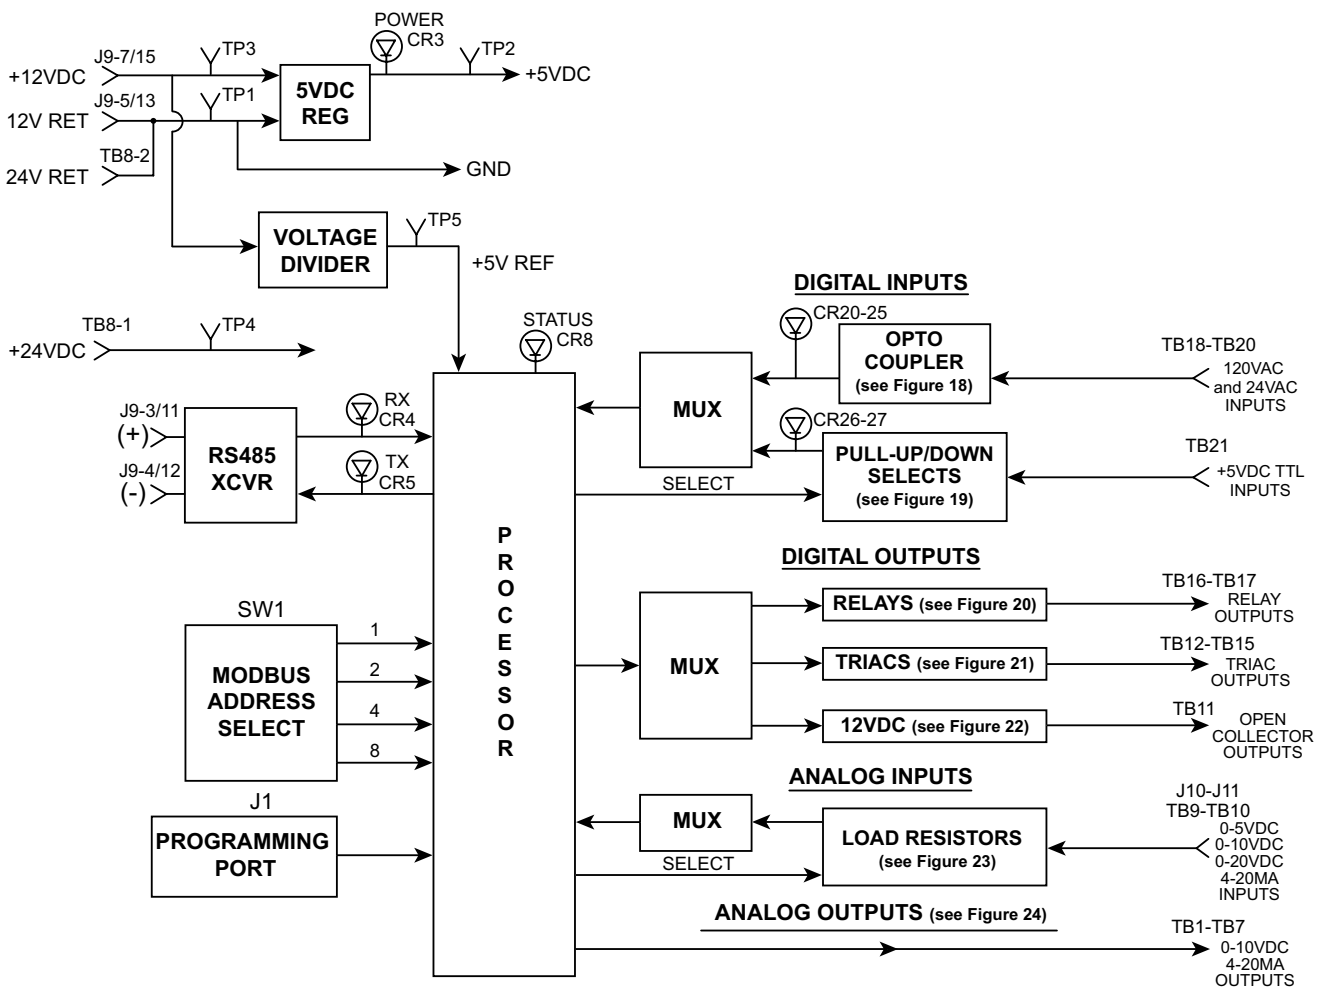 POWER
CR3
J9-7/15
TP3
TP2
+12VDC
5VDC
REG
+5VDC
J9-5/13
TP1
12V RET
TB8-2
24V RET
GND
VOLTAGE
DIVIDER
TP5
+5V REF
TB8-1
TP4
+24VDC
STATUS
CR8
DIGITAL INPUTS
CR20-25
OPTO
COUPLER
(see Figure 18)
TB18-TB20
120VAC
and 24VAC
INPUTS
MUX
CR26-27
PULL-UP/DOWN
SELECTS
(see Figure 19)
TB21
+5VDC TTL
INPUTS
SELECT
J9-3/11
(+)
J9-4/12
(-)
RS485
XCVR
RX
CR4
TX
CR5
PROCESSOR
DIGITAL OUTPUTS
MUX
RELAYS (see Figure 20)
TB16-TB17
RELAY
OUTPUTS
TRIACS (see Figure 21)
TB12-TB15
TRIAC
OUTPUTS
12VDC (see Figure 22)
TB11
OPEN
COLLECTOR
OUTPUTS
SW1
MODBUS
ADDRESS
SELECT
1
2
4
8
J1
PROGRAMMING
PORT
ANALOG INPUTS
MUX
SELECT
LOAD RESISTORS
(see Figure 23)
J10-J11
TB9-TB10
0-5VDC
0-10VDC
0-20VDC
4-20MA
INPUTS
ANALOG OUTPUTS (see Figure 24)
TB1-TB7
0-10VDC
4-20MA
OUTPUTS